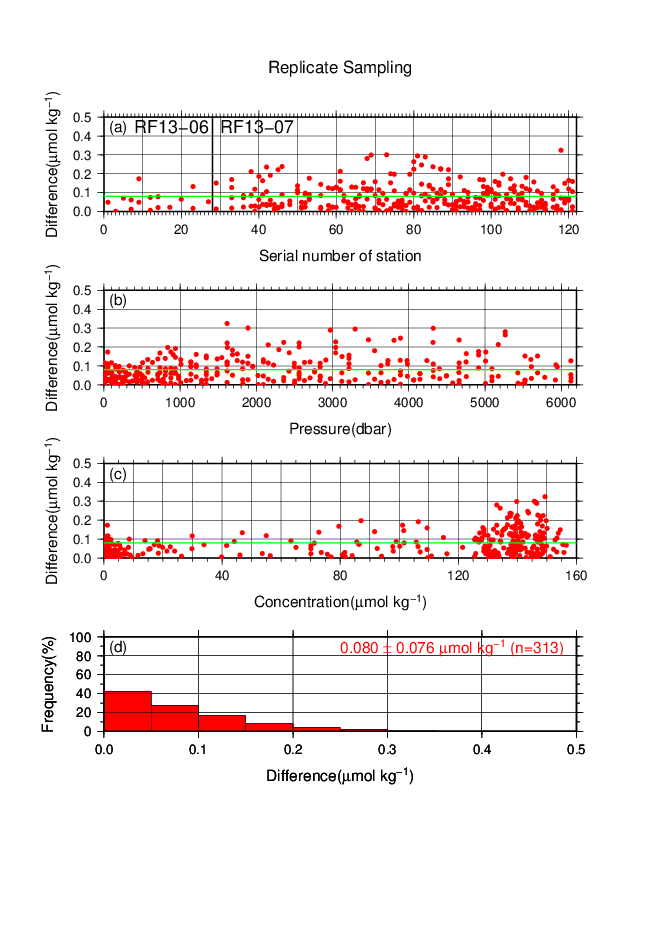 Replicate Sampling
Difference(μmol kg⁻¹)
0.5
0.4
0.3
0.2
0.1
0.0
(a) RF13−06 RF13−07
0 20 40 60 80 100 120
Serial number of station
Difference(μmol kg⁻¹)
0.5
0.4
0.3
0.2
0.1
0.0
(b)
0 1000 2000 3000 4000 5000 6000
Pressure(dbar)
Difference(μmol kg⁻¹)
0.5
0.4
0.3
0.2
0.1
0.0
(c)
0 40 80 120 160
Concentration(μmol kg⁻¹)
Frequency(%)
100
80
60
40
20
0
(d) 0.080 ± 0.076 μmol kg⁻¹ (n=313)
0.0 0.1 0.2 0.3 0.4 0.5
Difference(μmol kg⁻¹)